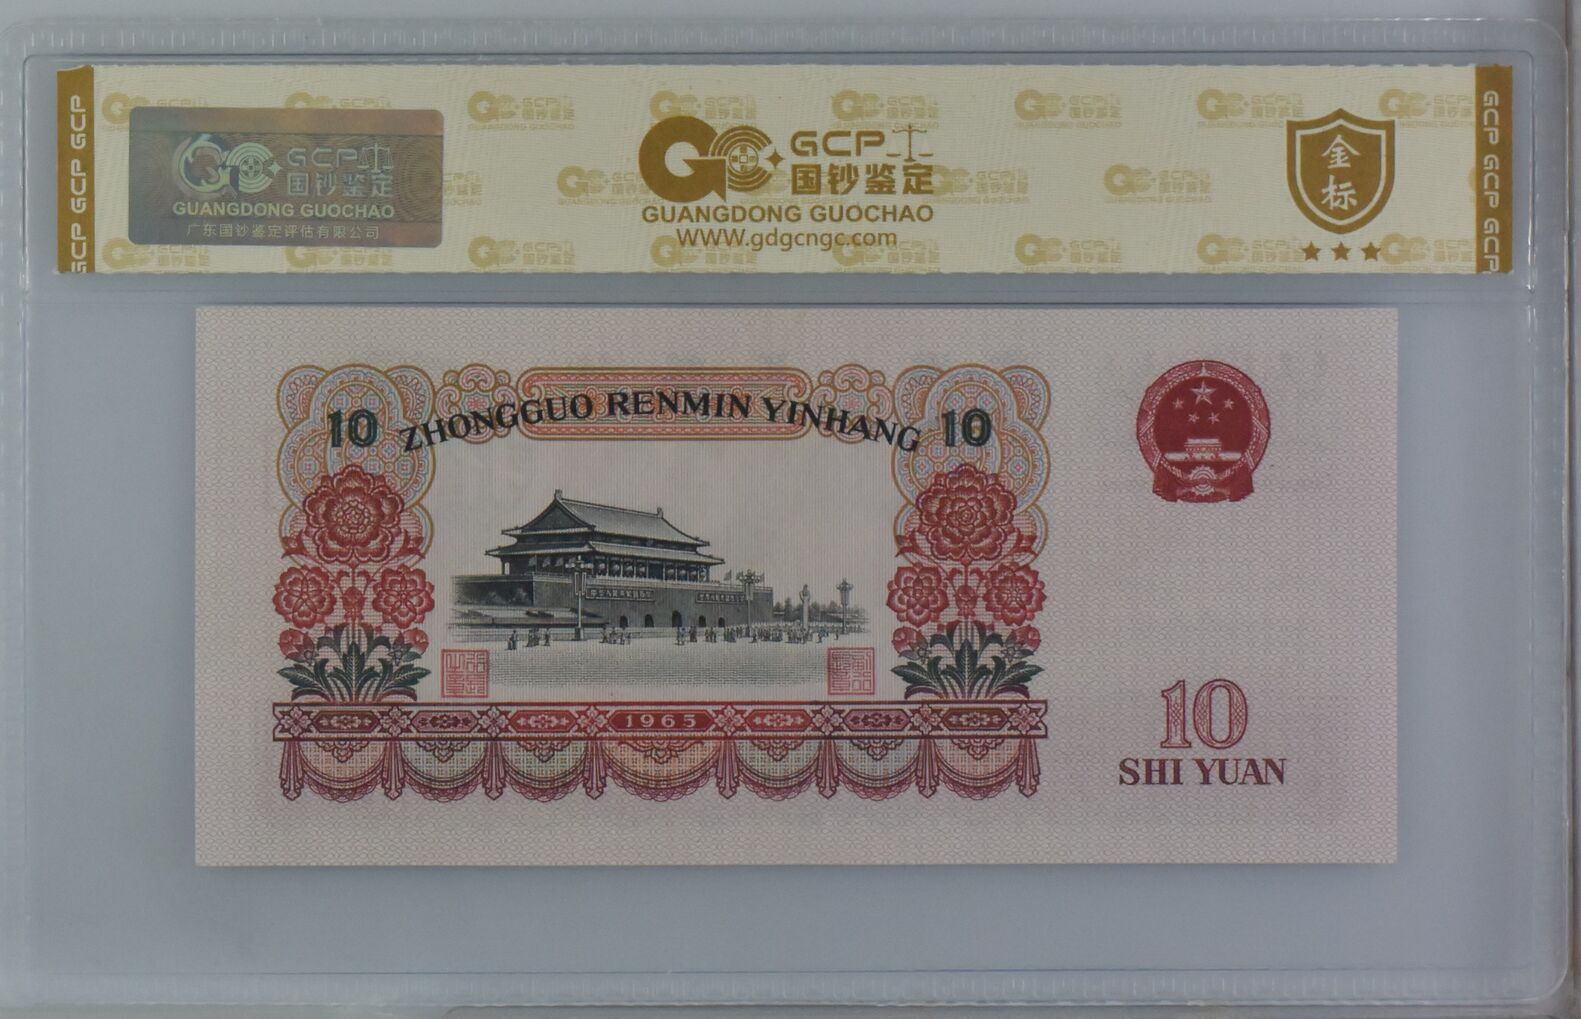 GCP GCP GCP
GCP
国钞鉴定
GUANGDONG GUOCHAO
广东国钞鉴定评估有限公司
GCP
国钞鉴定
GUANGDONG GUOCHAO
WWW.gdgcngc.com
金
标
GCP GCP GCP
10 ZHONGGUO RENMIN YINHANG 10
1965
10
SHI YUAN